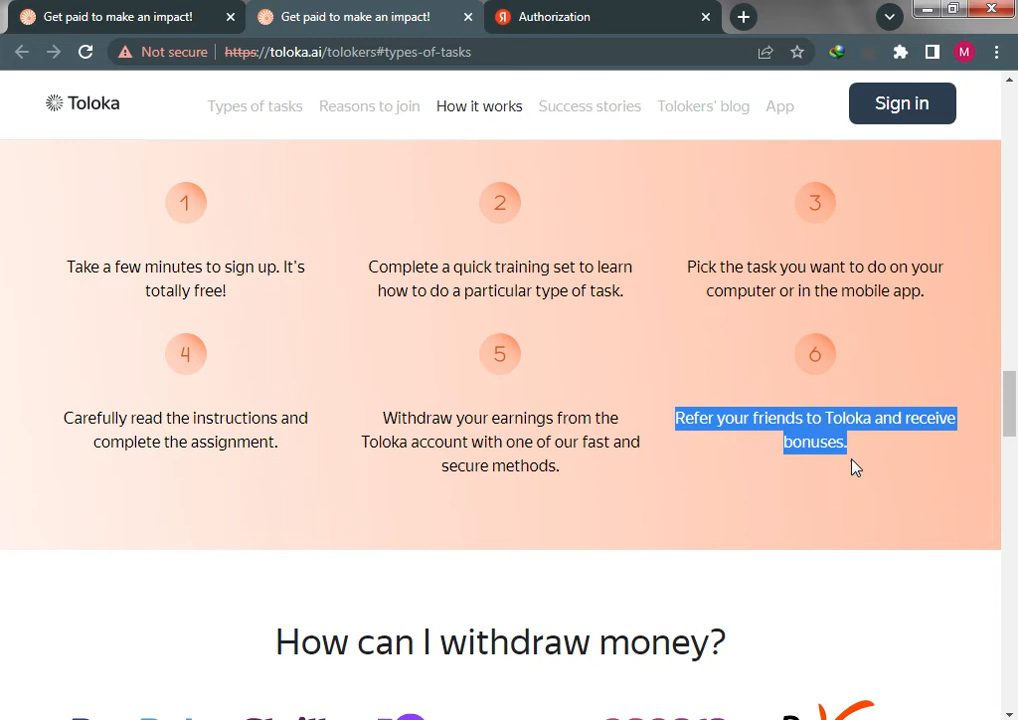 Get paid to make an impact!
Get paid to make an impact!
Я Authorization
Not secure https://toloka.ai/tolokers#types-of-tasks
M
Toloka
Types of tasks Reasons to join How it works Success stories Tolokers' blog App
Sign in
1
2
3
Take a few minutes to sign up. It's
totally free!
Complete a quick training set to learn
how to do a particular type of task.
Pick the task you want to do on your
computer or in the mobile app.
4
5
6
Carefully read the instructions and
complete the assignment.
Withdraw your earnings from the
Toloka account with one of our fast and
secure methods.
Refer your friends to Toloka and receive
bonuses.
How can I withdraw money?